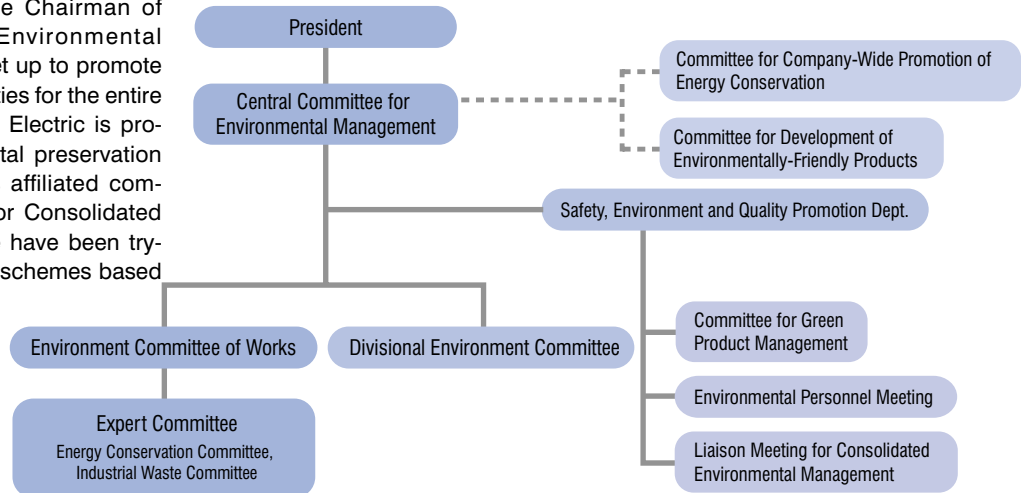 e Chairman of
Environmental
et up to promote
ties for the entire
Electric is pro-
tal preservation
affiliated com-
or Consolidated
have been try-
schemes based
President
Central Committee for
Environmental Management
Committee for Company-Wide Promotion of
Energy Conservation
Committee for Development of
Environmentally-Friendly Products
Safety, Environment and Quality Promotion Dept.
Environment Committee of Works
Divisional Environment Committee
Committee for Green
Product Management
Environmental Personnel Meeting
Liaison Meeting for Consolidated
Environmental Management
Expert Committee
Energy Conservation Committee,
Industrial Waste Committee